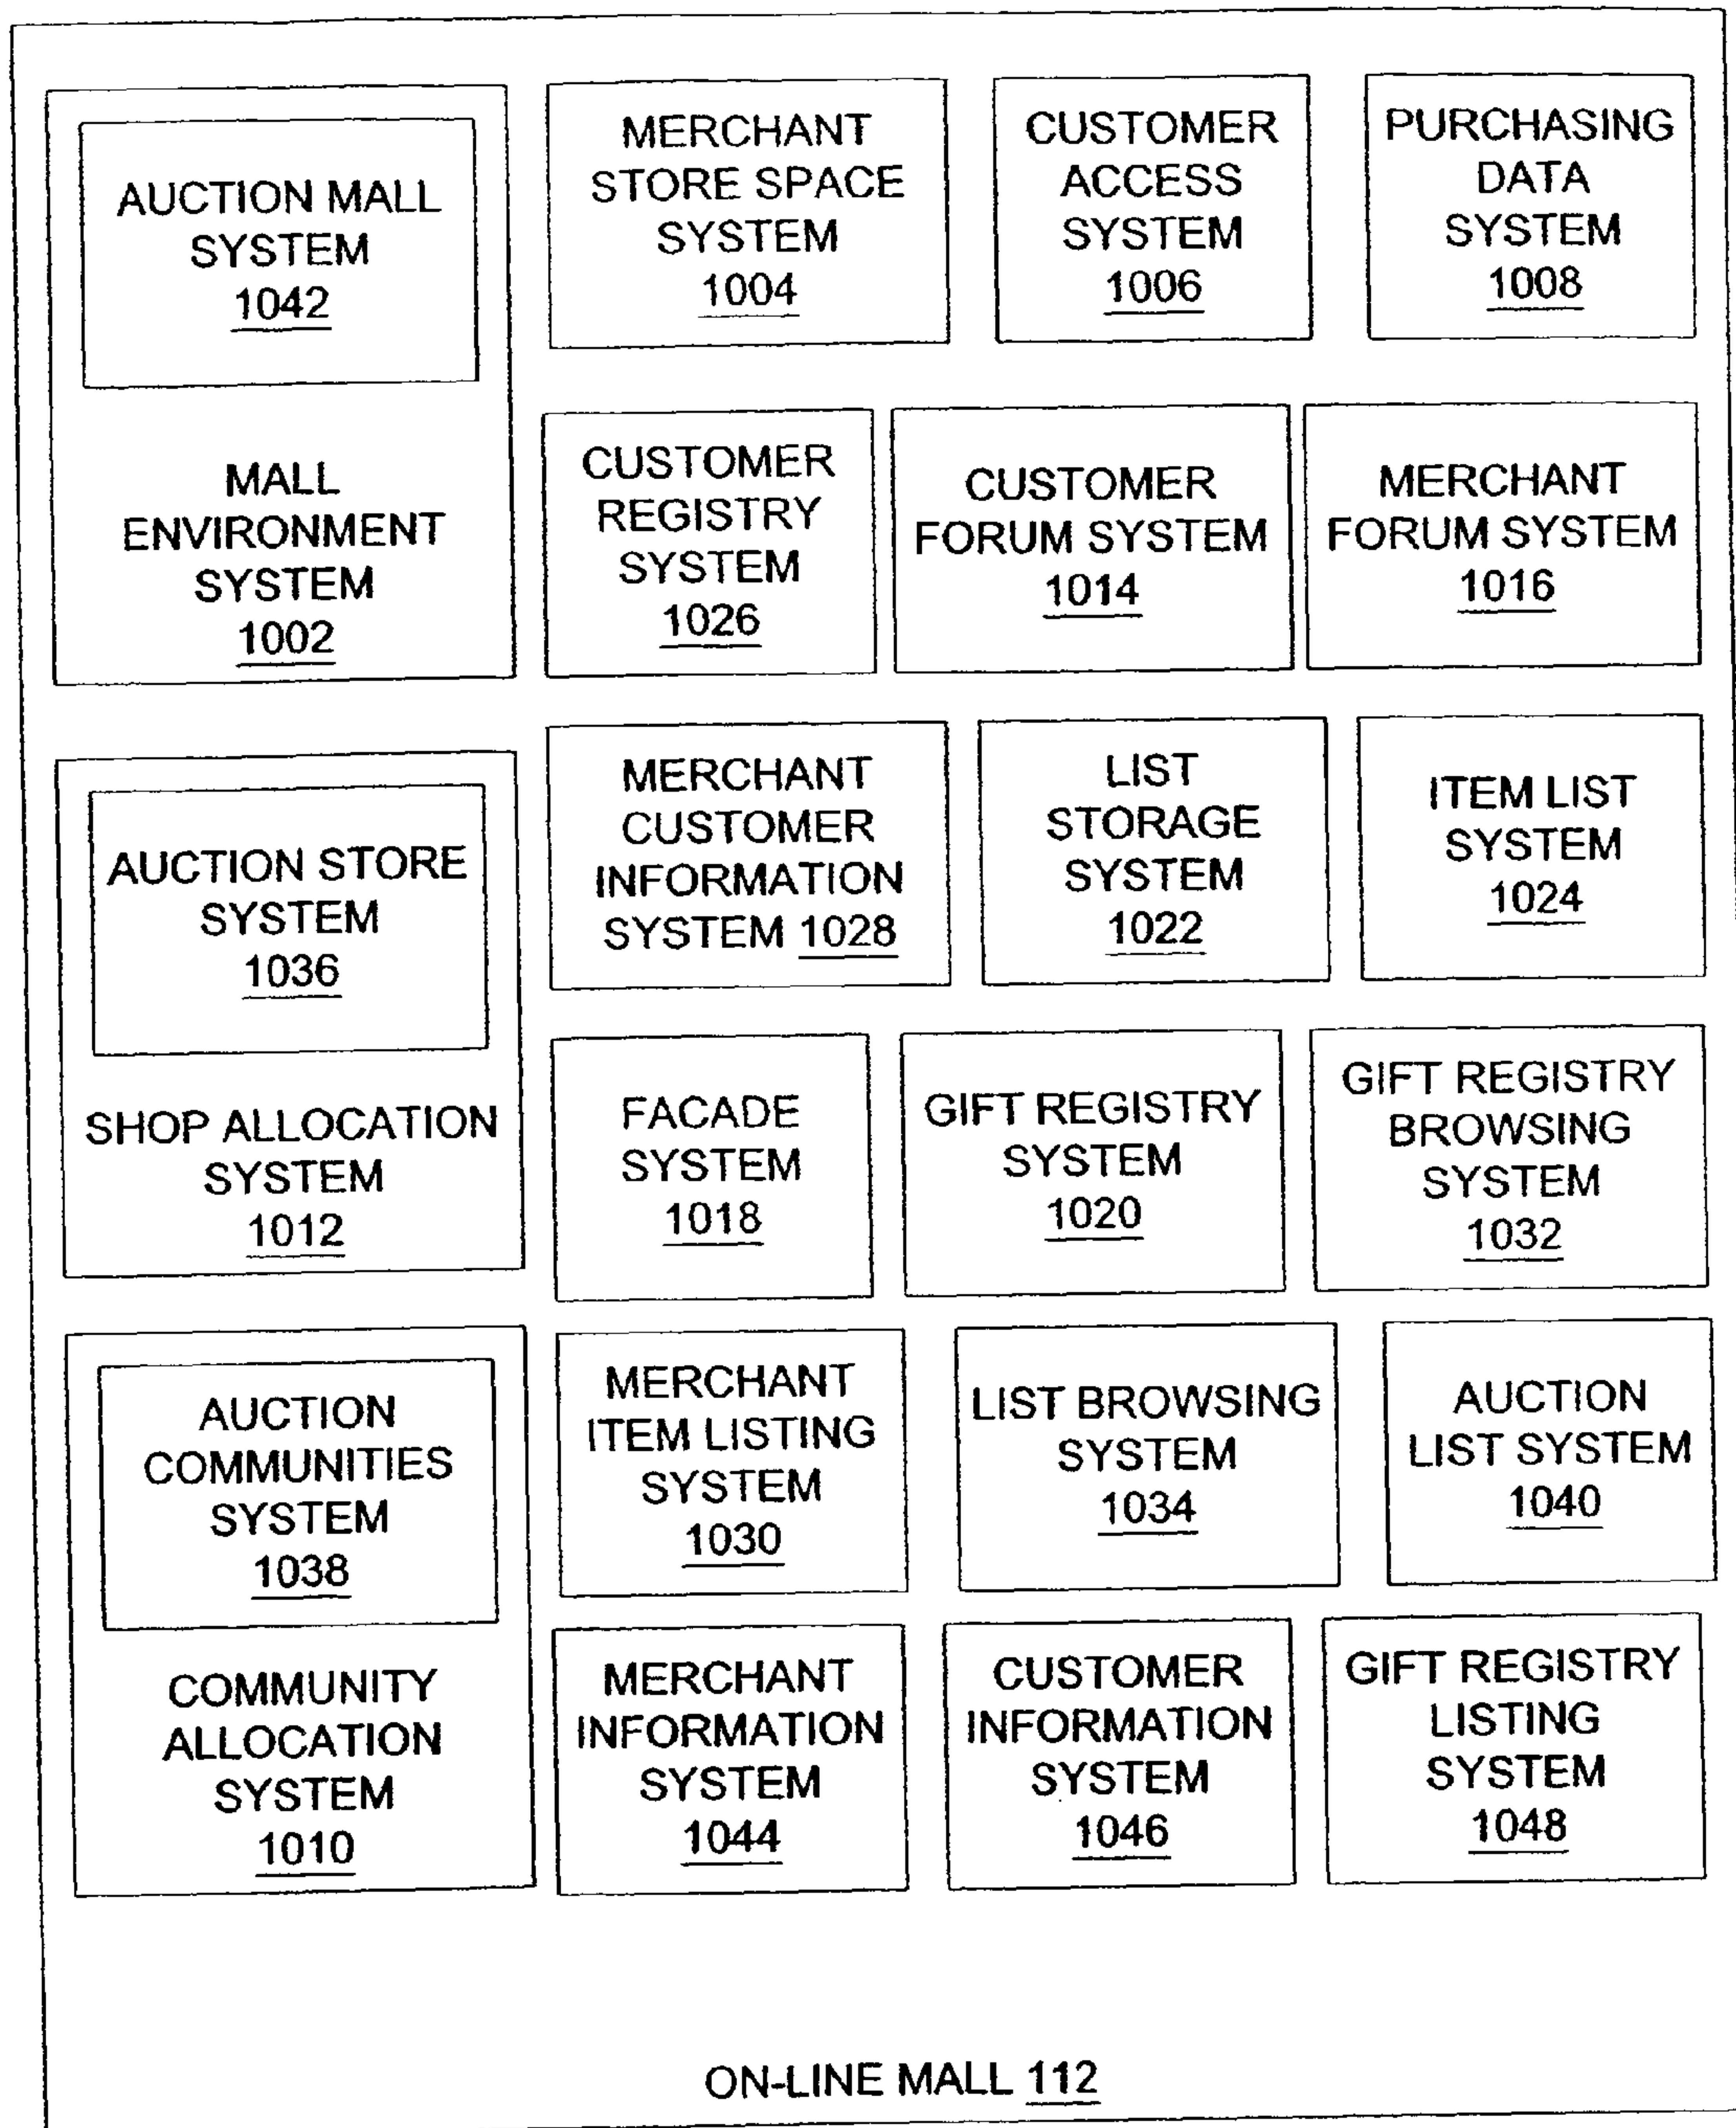 AUCTION MALL
SYSTEM
1042
MALL
ENVIRONMENT
SYSTEM
1002
MERCHANT
STORE SPACE
SYSTEM
1004
CUSTOMER
ACCESS
SYSTEM
1006
PURCHASING
DATA
SYSTEM
1008
CUSTOMER
REGISTRY
SYSTEM
1026
CUSTOMER
FORUM SYSTEM
1014
MERCHANT
FORUM SYSTEM
1016
AUCTION STORE
SYSTEM
1036
SHOP ALLOCATION
SYSTEM
1012
MERCHANT
CUSTOMER
INFORMATION
SYSTEM 1028
LIST
STORAGE
SYSTEM
1022
ITEM LIST
SYSTEM
1024
FACADE
SYSTEM
1018
GIFT REGISTRY
SYSTEM
1020
GIFT REGISTRY
BROWSING
SYSTEM
1032
AUCTION
COMMUNITIES
SYSTEM
1038
COMMUNITY
ALLOCATION
SYSTEM
1010
MERCHANT
ITEM LISTING
SYSTEM
1030
LIST BROWSING
SYSTEM
1034
AUCTION
LIST SYSTEM
1040
MERCHANT
INFORMATION
SYSTEM
1044
CUSTOMER
INFORMATION
SYSTEM
1046
GIFT REGISTRY
LISTING
SYSTEM
1048
ON-LINE MALL 112